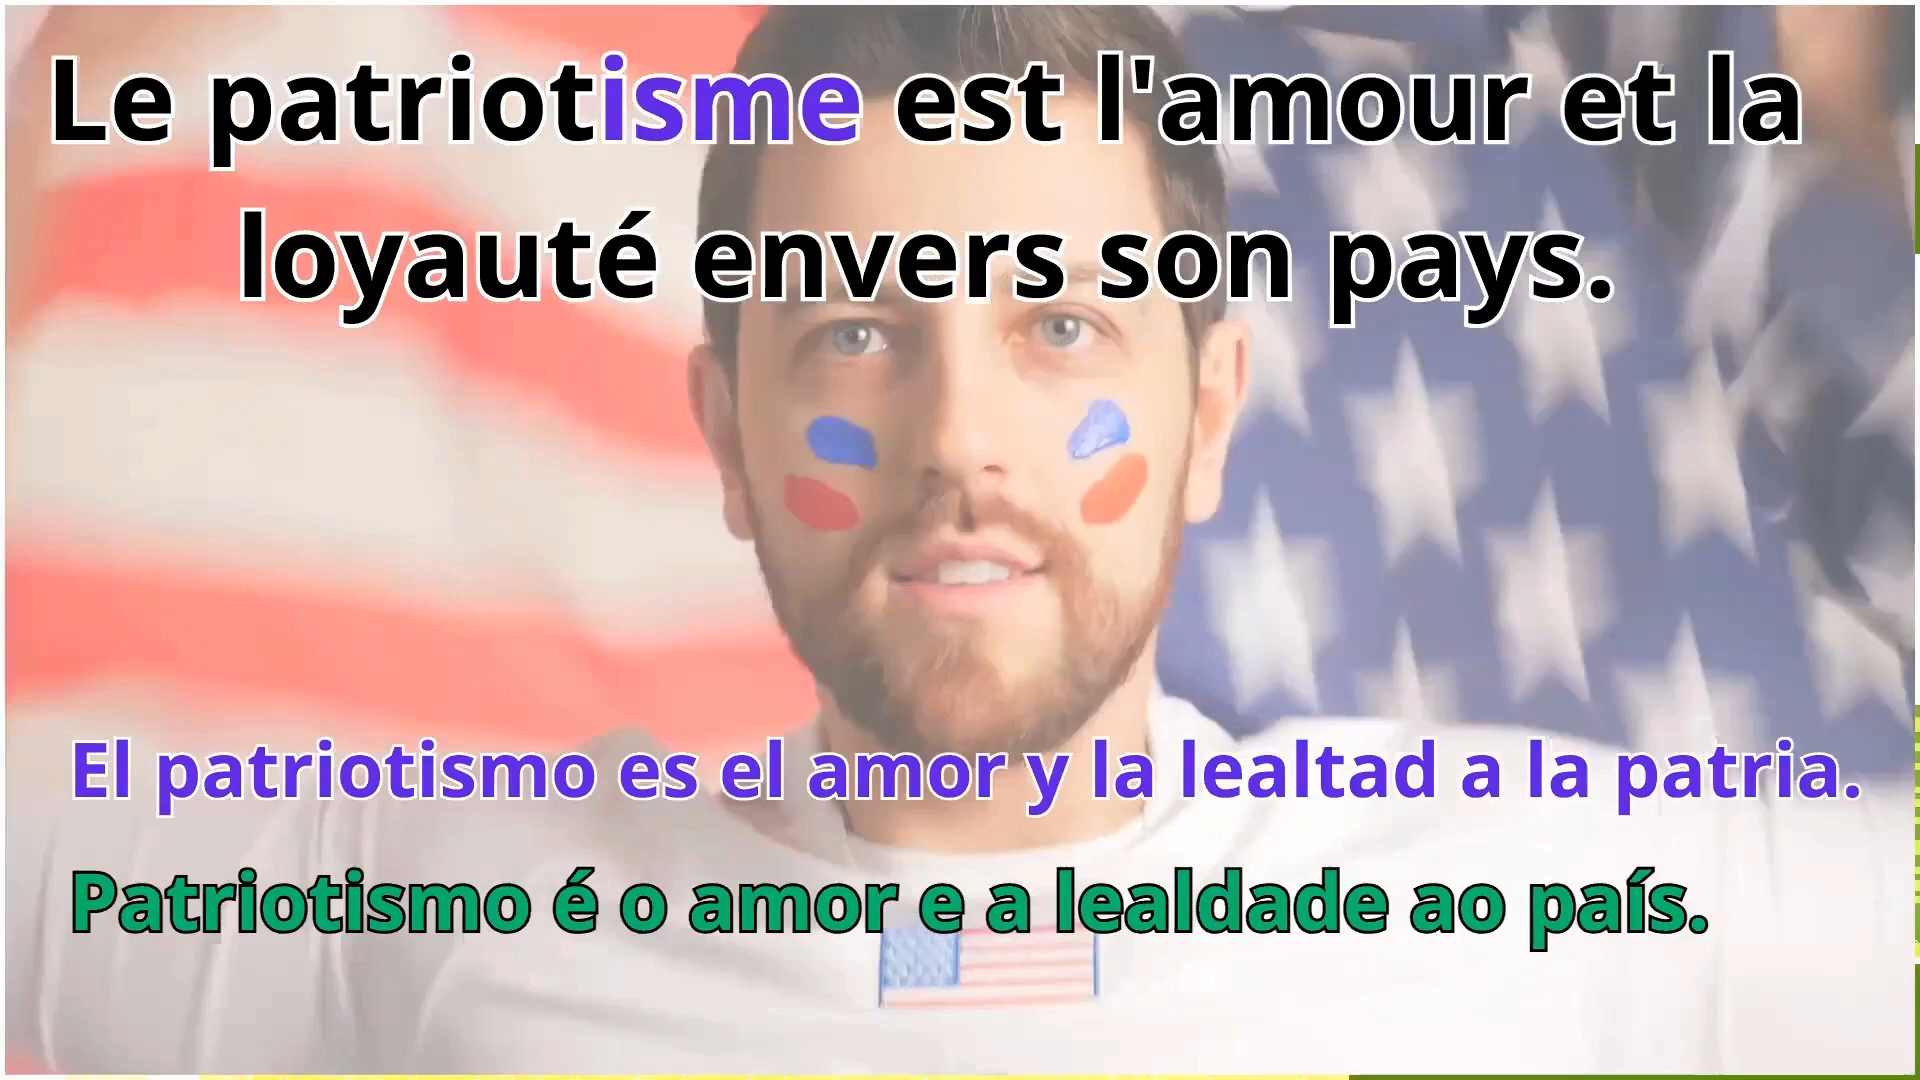 Le patriotisme est l'amour et la
loyauté envers son pays.
El patriotismo es el amor y la lealtad a la patria.
Patriotismo é o amor e a lealdade ao país.